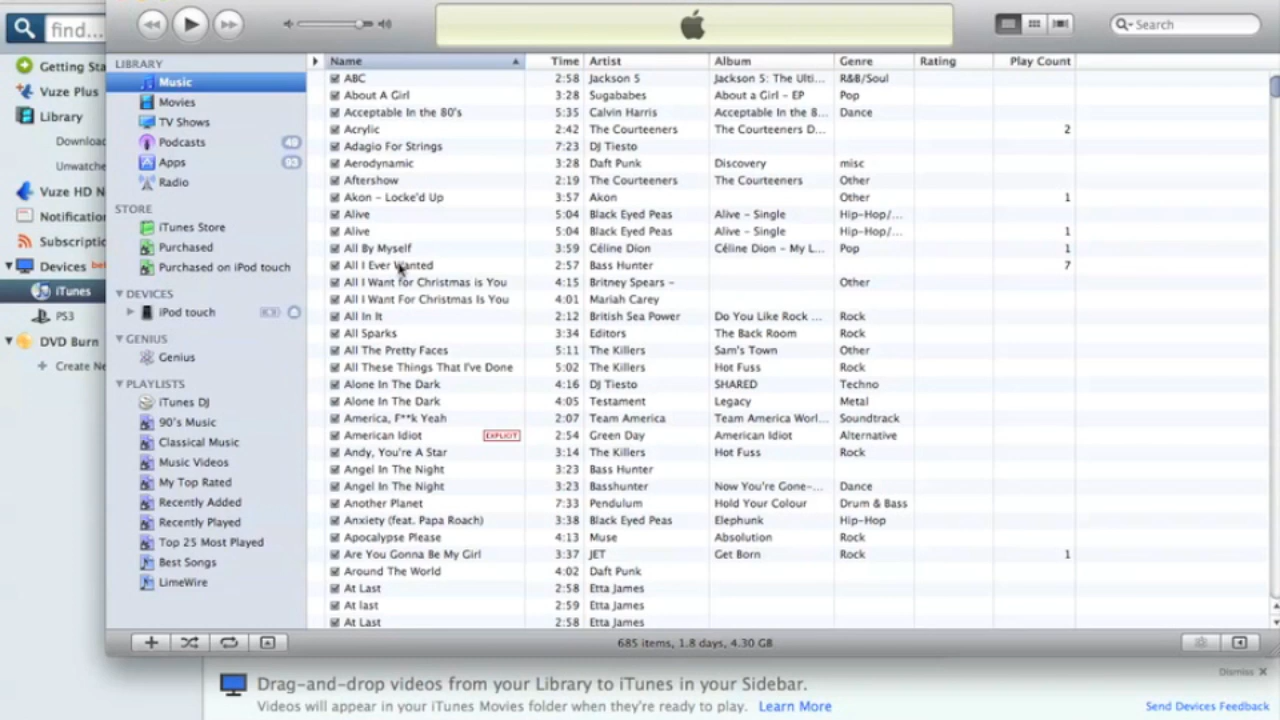 find...
Search
Getting Sta
Vuze Plus
Library
Downloac
Unwatche
Vuze HD N
Notification
Subscriptio
Devices bet
iTunes
PS3
DVD Burn
Create Ne
LIBRARY
Music
Movies
TV Shows
Podcasts 49
Apps 93
Radio
STORE
iTunes Store
Purchased
Purchased on iPod touch
DEVICES
iPod touch
GENIUS
Genius
PLAYLISTS
iTunes DJ
90's Music
Classical Music
Music Videos
My Top Rated
Recently Added
Recently Played
Top 25 Most Played
Best Songs
LimeWire
Name Time Artist Album Genre Rating Play Count
ABC 2:58 Jackson 5 Jackson 5: The Ulti... R&B/Soul
About A Girl 3:28 Sugababes About a Girl - EP Pop
Acceptable In the 80's 5:35 Calvin Harris Acceptable In the 8... Dance
Acrylic 2:42 The Courteeners The Courteeners D... 2
Adagio For Strings 7:23 DJ Tiesto
Aerodynamic 3:28 Daft Punk Discovery misc
Aftershow 2:19 The Courteeners The Courteeners Other
Akon - Locke'd Up 3:57 Akon Other 1
Alive 5:04 Black Eyed Peas Alive - Single Hip-Hop/...
Alive 5:04 Black Eyed Peas Alive - Single Hip-Hop/... 1
All By Myself 3:59 Céline Dion Céline Dion - My L... Pop 1
All I Ever Wanted 2:57 Bass Hunter 7
All I Want for Christmas is You 4:15 Britney Spears - Other
All I Want For Christmas Is You 4:01 Mariah Carey
All In It 2:12 British Sea Power Do You Like Rock ... Rock
All Sparks 3:34 Editors The Back Room Rock
All The Pretty Faces 5:11 The Killers Sam's Town Other
All These Things That I've Done 5:02 The Killers Hot Fuss Rock
Alone In The Dark 4:16 DJ Tiesto SHARED Techno
Alone In The Dark 4:05 Testament Legacy Metal
America, F**k Yeah 2:07 Team America Team America Worl... Soundtrack
American Idiot EXPLICIT 2:54 Green Day American Idiot Alternative
Andy, You're A Star 3:14 The Killers Hot Fuss Rock
Angel In The Night 3:23 Bass Hunter
Angel In The Night 3:23 Basshunter Now You're Gone-... Dance
Another Planet 7:33 Pendulum Hold Your Colour Drum & Bass
Anxiety (feat. Papa Roach) 3:38 Black Eyed Peas Elephunk Hip-Hop
Apocalypse Please 4:13 Muse Absolution Rock
Are You Gonna Be My Girl 3:37 JET Get Born Rock 1
Around The World 4:02 Daft Punk
At Last 2:58 Etta James
At last 2:59 Etta James
At Last 2:58 Etta James
685 items, 1.8 days, 4.30 GB
Dismiss X
Drag-and-drop videos from your Library to iTunes in your Sidebar.
Videos will appear in your iTunes Movies folder when they're ready to play. Learn More
Send Devices Feedback